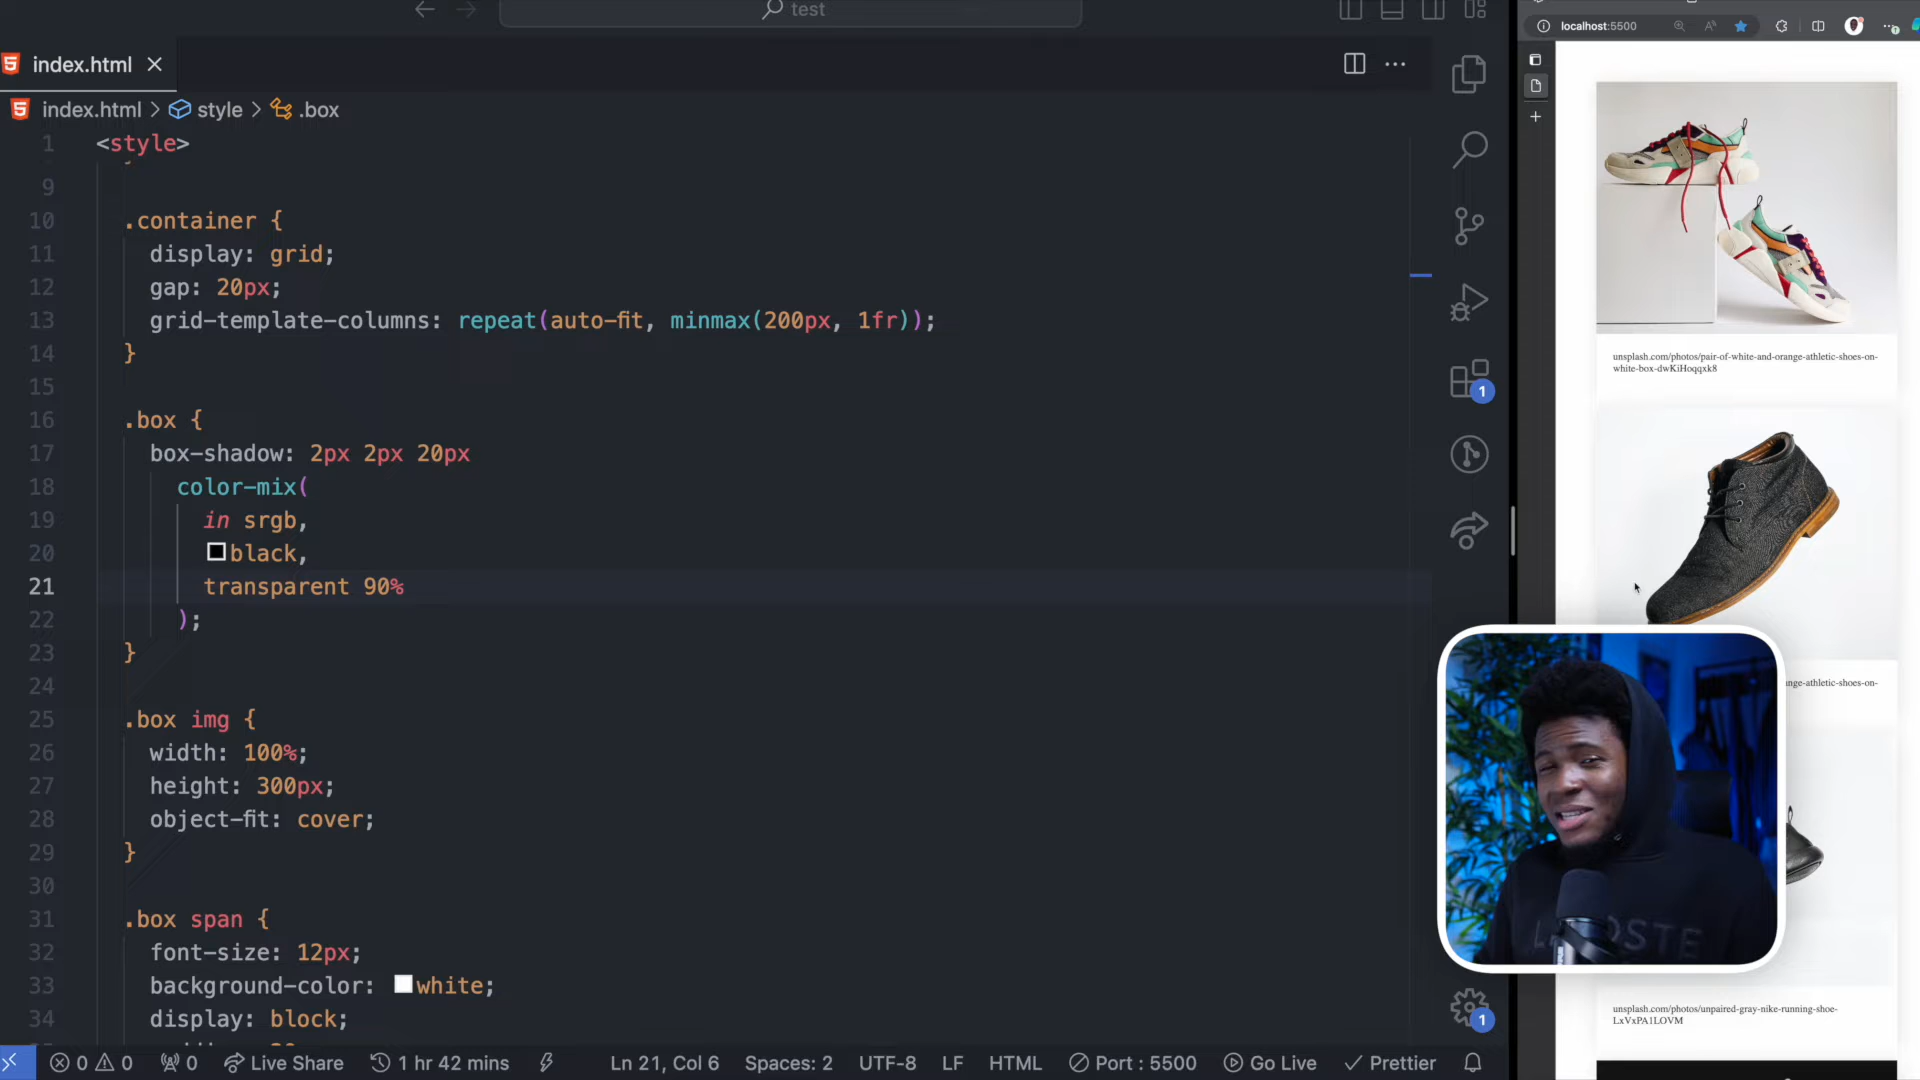 test
localhost:5500
index.html
index.html > style > .box
1 <style>
9
10 .container {
11 display: grid;
12 gap: 20px;
13 grid-template-columns: repeat(auto-fit, minmax(200px, 1fr));
14 }
15
16 .box {
17 box-shadow: 2px 2px 20px
18 color-mix(
19 in srgb,
20 black,
21 transparent 90%
22 );
23 }
24
25 .box img {
26 width: 100%;
27 height: 300px;
28 object-fit: cover;
29 }
30
31 .box span {
32 font-size: 12px;
33 background-color: white;
34 display: block;
1
1
unsplash.com/photos/pair-of-white-and-orange-athletic-shoes-on-
white-box-dwKiHoqqxk8
nge-athletic-shoes-on-
unsplash.com/photos/unpaired-gray-nike-running-shoe-
LxVxPA1LOVM
0 0 0 Live Share 1 hr 42 mins Ln 21, Col 6 Spaces: 2 UTF-8 LF HTML Port : 5500 Go Live Prettier